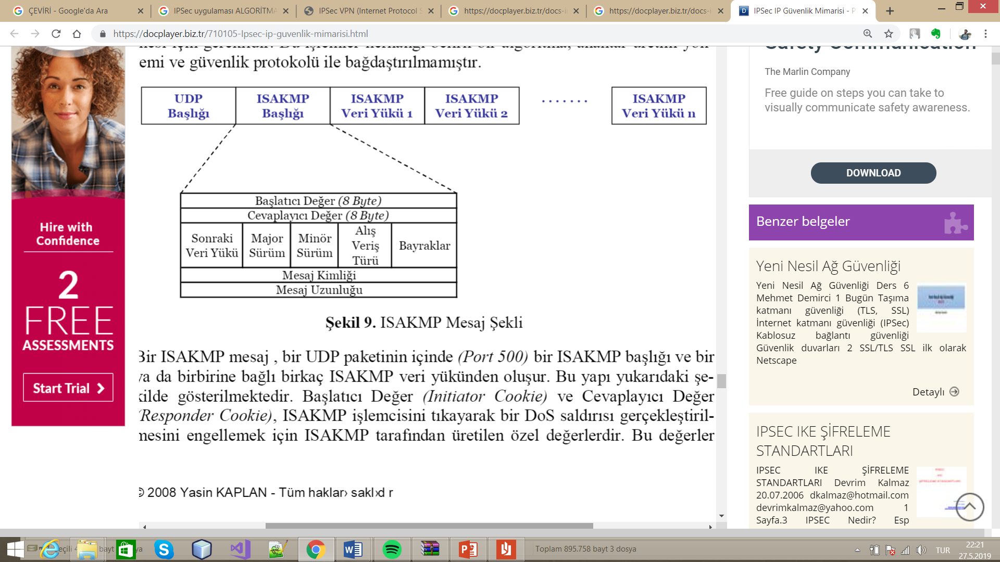 ÇEVİRİ - Google'da Ara
IPSec uygulaması ALGORİTMA
IPSec VPN (Internet Protocol S
https://docplayer.biz.tr/docs-i
https://docplayer.biz.tr/docs-i
IPSec IP Güvenlik Mimarisi - P
https://docplayer.biz.tr/710105-Ipsec-ip-guvenlik-mimarisi.html
emi ve güvenlik protokolü ile bağdaştırılmamıştır.
UDP
Başlığı
ISAKMP
Başlığı
ISAKMP
Veri Yükü 1
ISAKMP
Veri Yükü 2
.......
ISAKMP
Veri Yükü n
Başlatıcı Değer (8 Byte)
Cevaplayıcı Değer (8 Byte)
Sonraki
Veri Yükü
Major
Sürüm
Minör
Sürüm
Alış
Veriş
Türü
Bayraklar
Mesaj Kimliği
Mesaj Uzunluğu
Şekil 9. ISAKMP Mesaj Şekli
Bir ISAKMP mesaj , bir UDP paketinin içinde (Port 500) bir ISAKMP başlığı ve bir
ya da birbirine bağlı birkaç ISAKMP veri yükünden oluşur. Bu yapı yukarıdaki şe-
kilde gösterilmektedir. Başlatıcı Değer (Initiator Cookie) ve Cevaplayıcı Değer
(Responder Cookie), ISAKMP işlemcisini tıkayarak bir DoS saldırısı gerçekleştiril-
mesini engellemek için ISAKMP tarafından üretilen özel değerlerdir. Bu değerler
© 2008 Yasin KAPLAN - Tüm haklar› sakl›d r
Hire with
Confidence
2
FREE
ASSESSMENTS
Start Trial
Safety Communication
The Marlin Company
Free guide on steps you can take to
visually communicate safety awareness.
DOWNLOAD
Benzer belgeler
Yeni Nesil Ağ Güvenliği
Yeni Nesil Ağ Güvenliği Ders 6
Mehmet Demirci 1 Bugün Taşıma
katmanı güvenliği (TLS, SSL)
İnternet katmanı güvenliği (IPSec)
Kablosuz bağlantı güvenliği
Güvenlik duvarları 2 SSL/TLS SSL ilk olarak
Netscape
Detaylı
IPSEC IKE ŞİFRELEME
STANDARTLARI
IPSEC IKE ŞİFRELEME
STANDARTLARI Devrim Kalmaz
20.07.2006 dkalmaz@hotmail.com
devrimkalmaz@yahoo.com 1
Sayfa.3 IPSEC Nedir? Esp
Toplam 895.758 bayt 3 dosya
TUR
22:21
27.5.2019